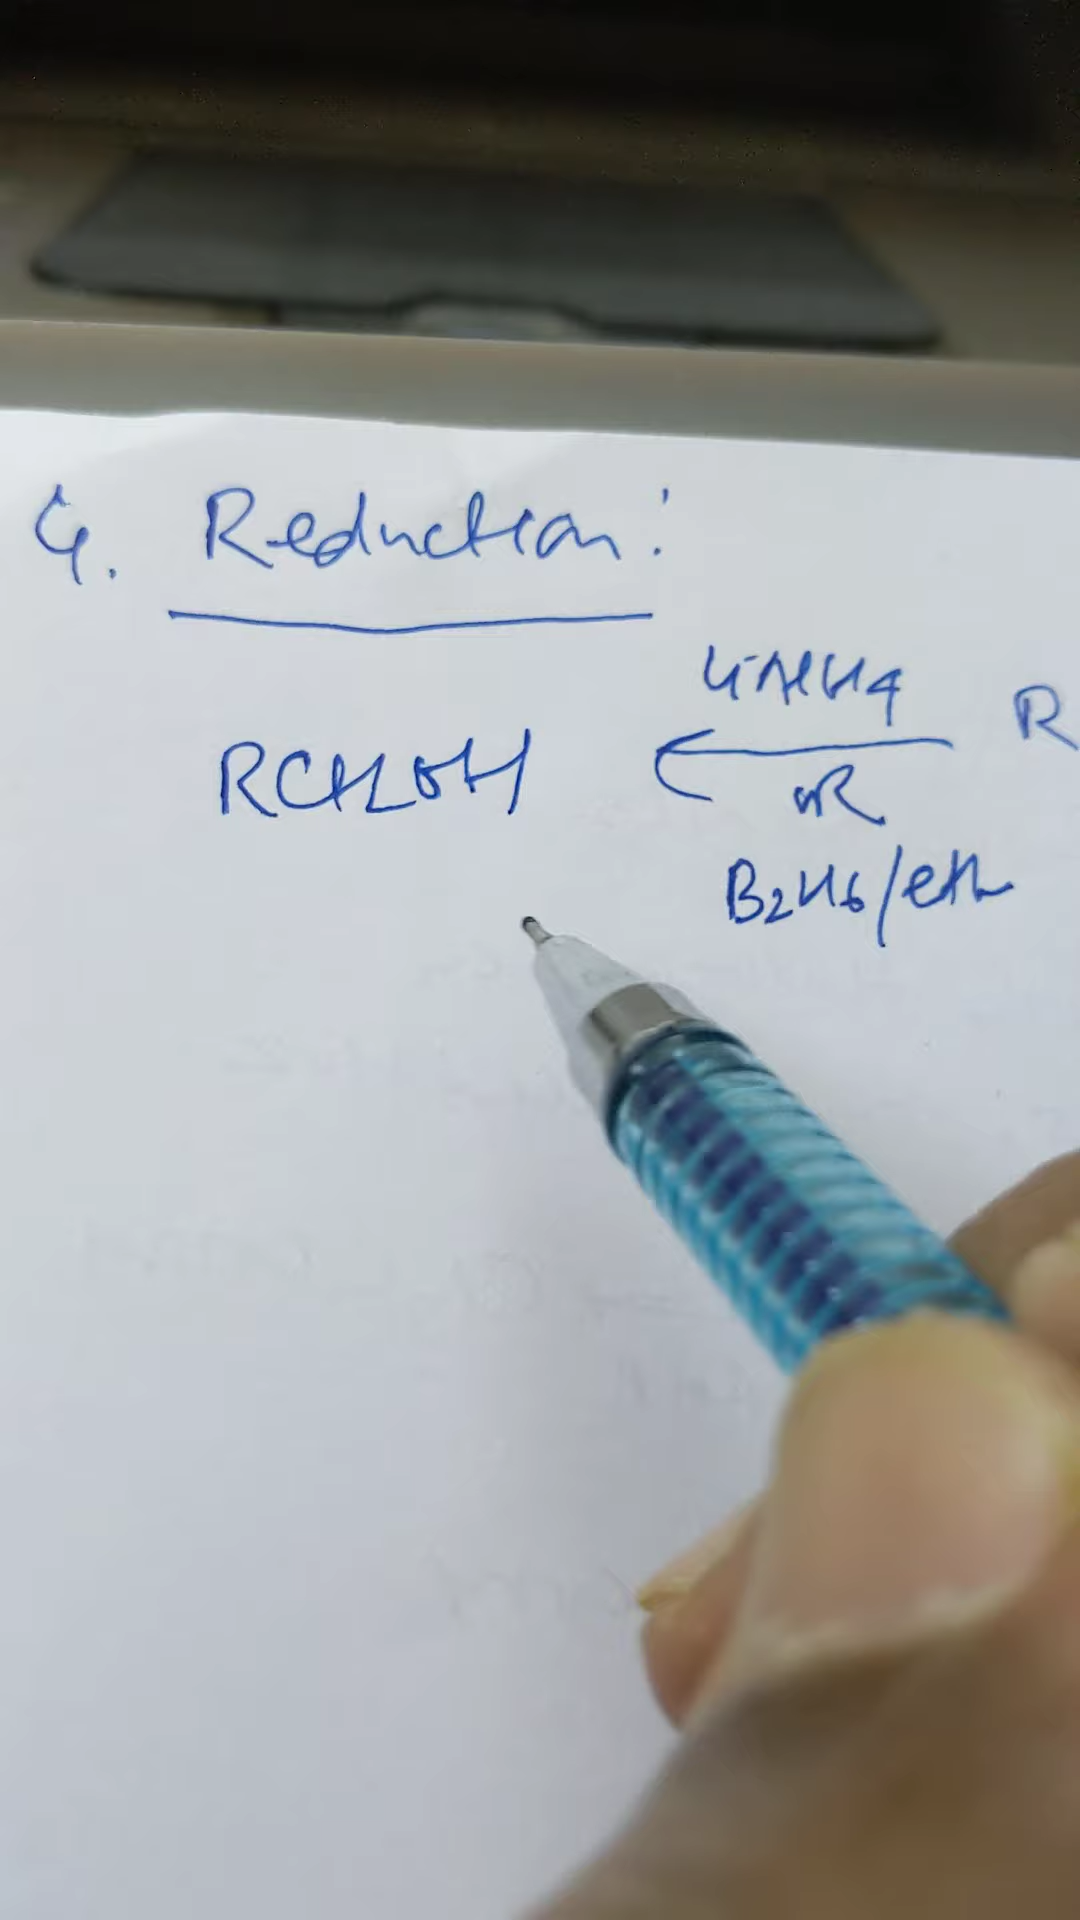 4. Reduction:
LiAlH4
RCH2OH ← R
OR
B2H6/eth